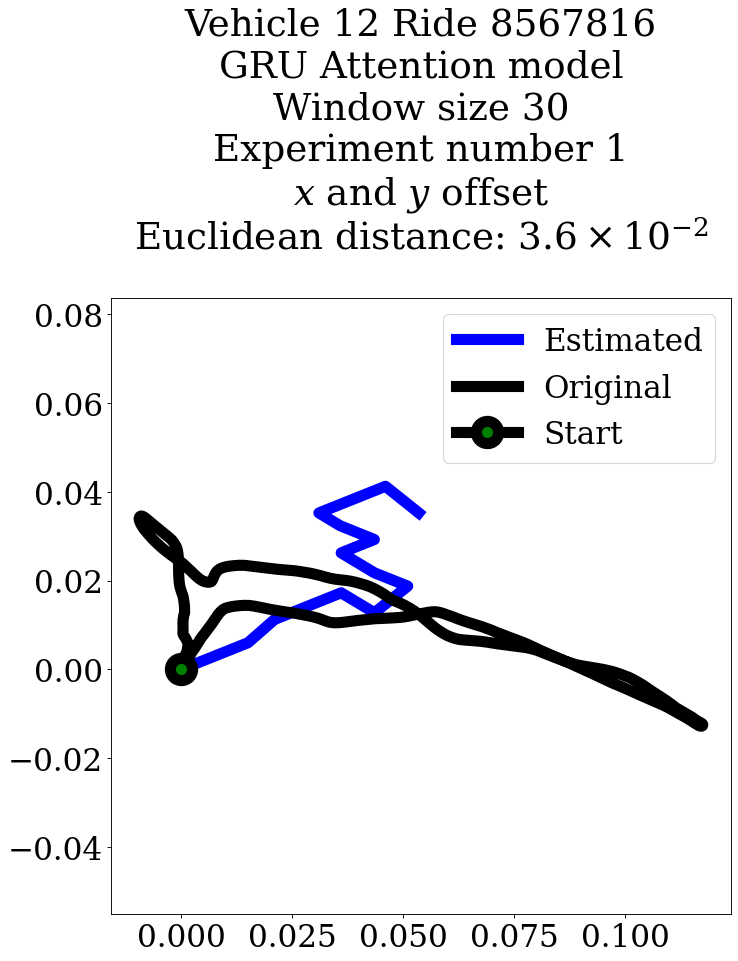 Vehicle 12 Ride 8567816
GRU Attention model
Window size 30
Experiment number 1
x and y offset
Euclidean distance: 3.6 × 10⁻²
Estimated
Original
Start
0.08
0.06
0.04
0.02
0.00
−0.02
−0.04
0.000 0.025 0.050 0.075 0.100